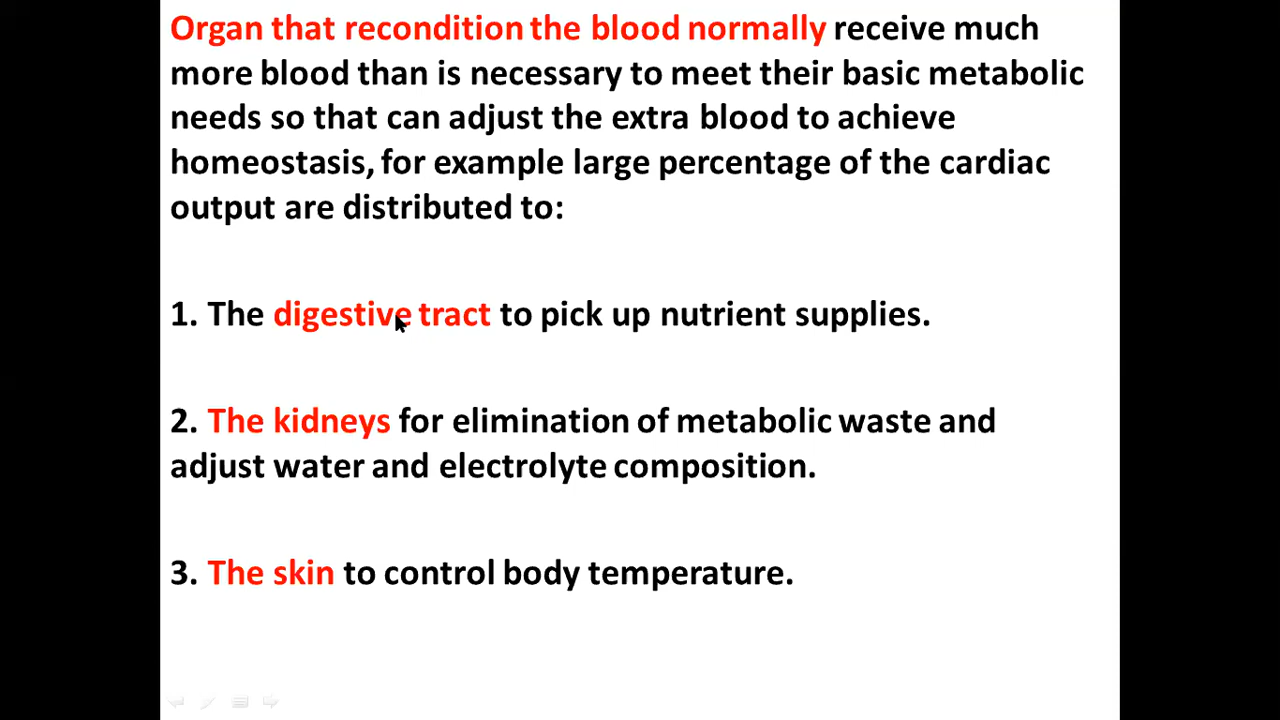 Organ that recondition the blood normally receive much
more blood than is necessary to meet their basic metabolic
needs so that can adjust the extra blood to achieve
homeostasis, for example large percentage of the cardiac
output are distributed to:
1. The digestive tract to pick up nutrient supplies.
2. The kidneys for elimination of metabolic waste and
adjust water and electrolyte composition.
3. The skin to control body temperature.